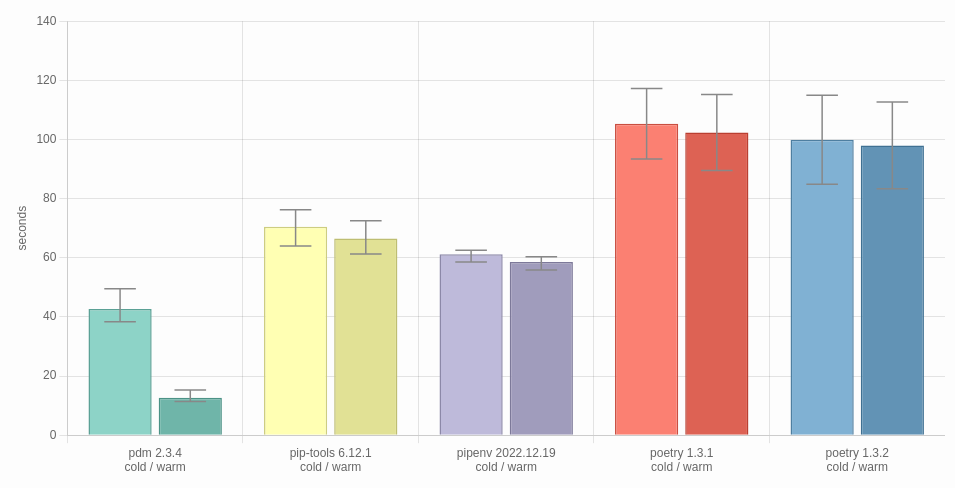 140
120
100
80
60
40
20
0
seconds
pdm 2.3.4
cold / warm
pip-tools 6.12.1
cold / warm
pipenv 2022.12.19
cold / warm
poetry 1.3.1
cold / warm
poetry 1.3.2
cold / warm